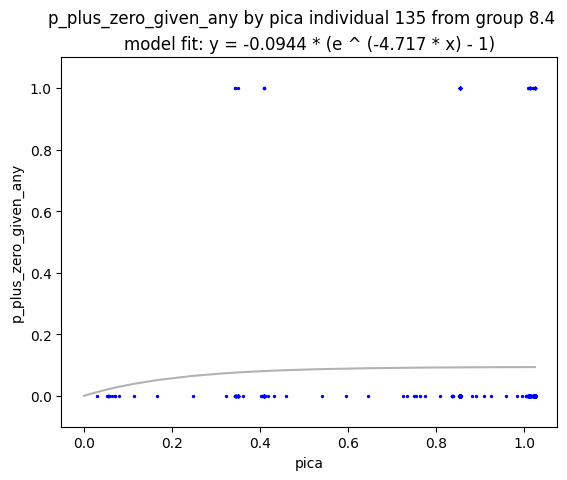 p_plus_zero_given_any by pica individual 135 from group 8.4
model fit: y = -0.0944 * (e ^ (-4.717 * x) - 1)
1.0
0.8
0.6
0.4
0.2
0.0
p_plus_zero_given_any
0.0 0.2 0.4 0.6 0.8 1.0
pica